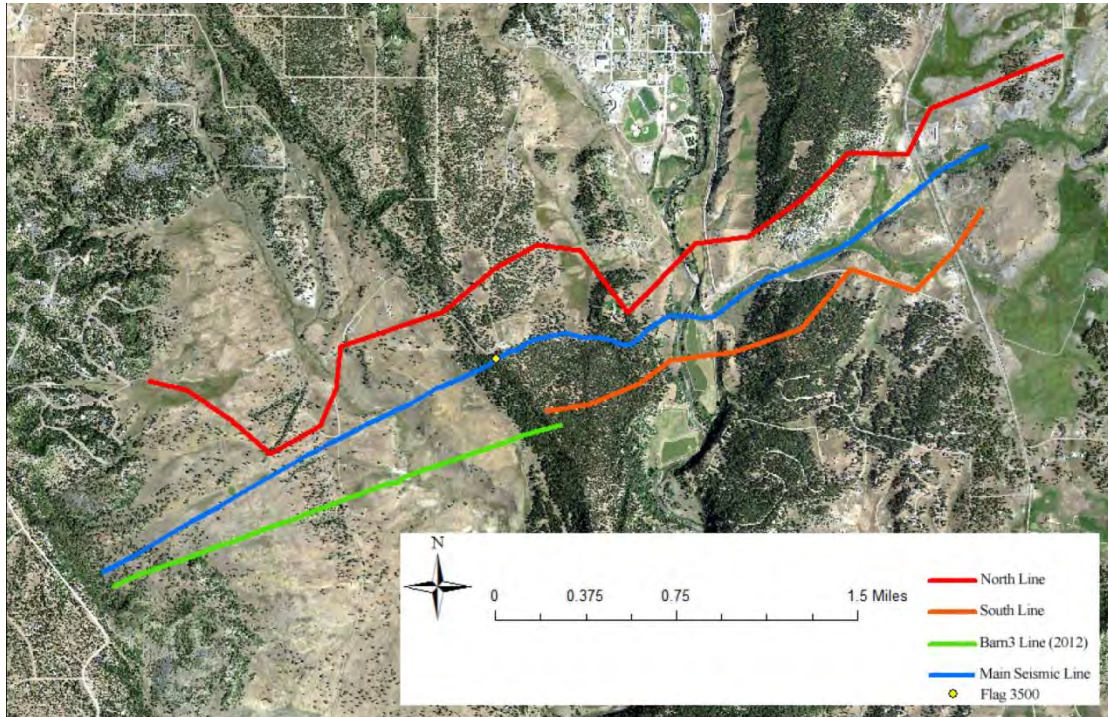 N
0 0.375 0.75 1.5 Miles
North Line
South Line
Barn3 Line (2012)
Main Seismic Line
Flag 3500